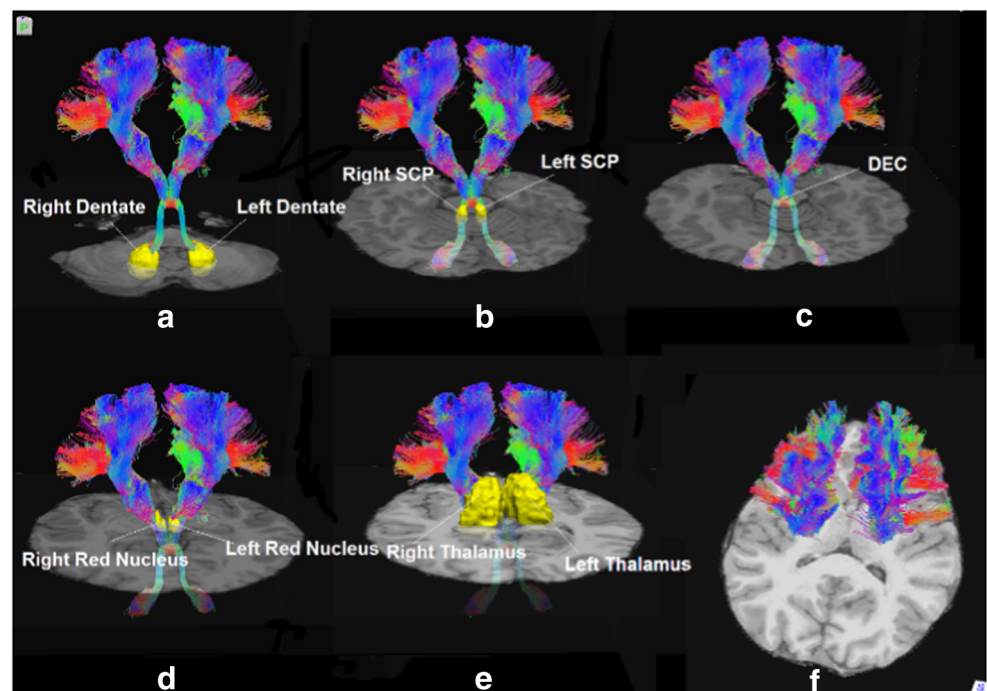 Right Dentate
Left Dentate
a
Right SCP
Left SCP
b
DEC
c
Right Red Nucleus
Left Red Nucleus
d
Right Thalamus
Left Thalamus
e
f